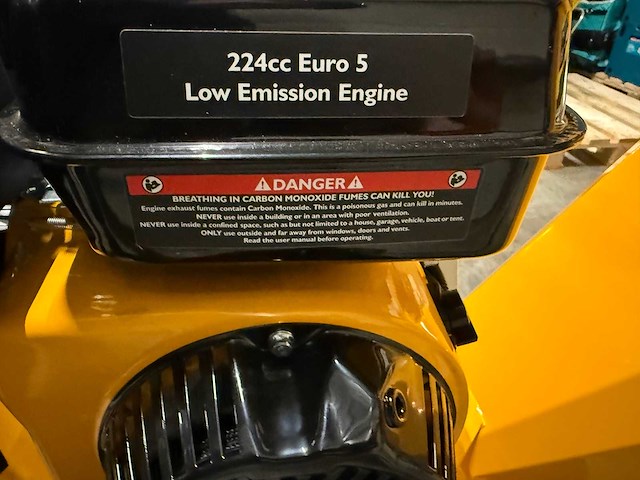 224cc Euro 5
Low Emission Engine
DANGER
BREATHING IN CARBON MONOXIDE FUMES CAN KILL YOU!
Engine exhaust fumes contain Carbon Monoxide. This is a poisonous gas and can kill in minutes.
NEVER use inside a building or in an area with poor ventilation.
NEVER use inside a confined space, such as but not limited to a house, garage, vehicle, boat or tent.
ONLY use outside and far away from windows, doors and vents.
Read the user manual before operating.